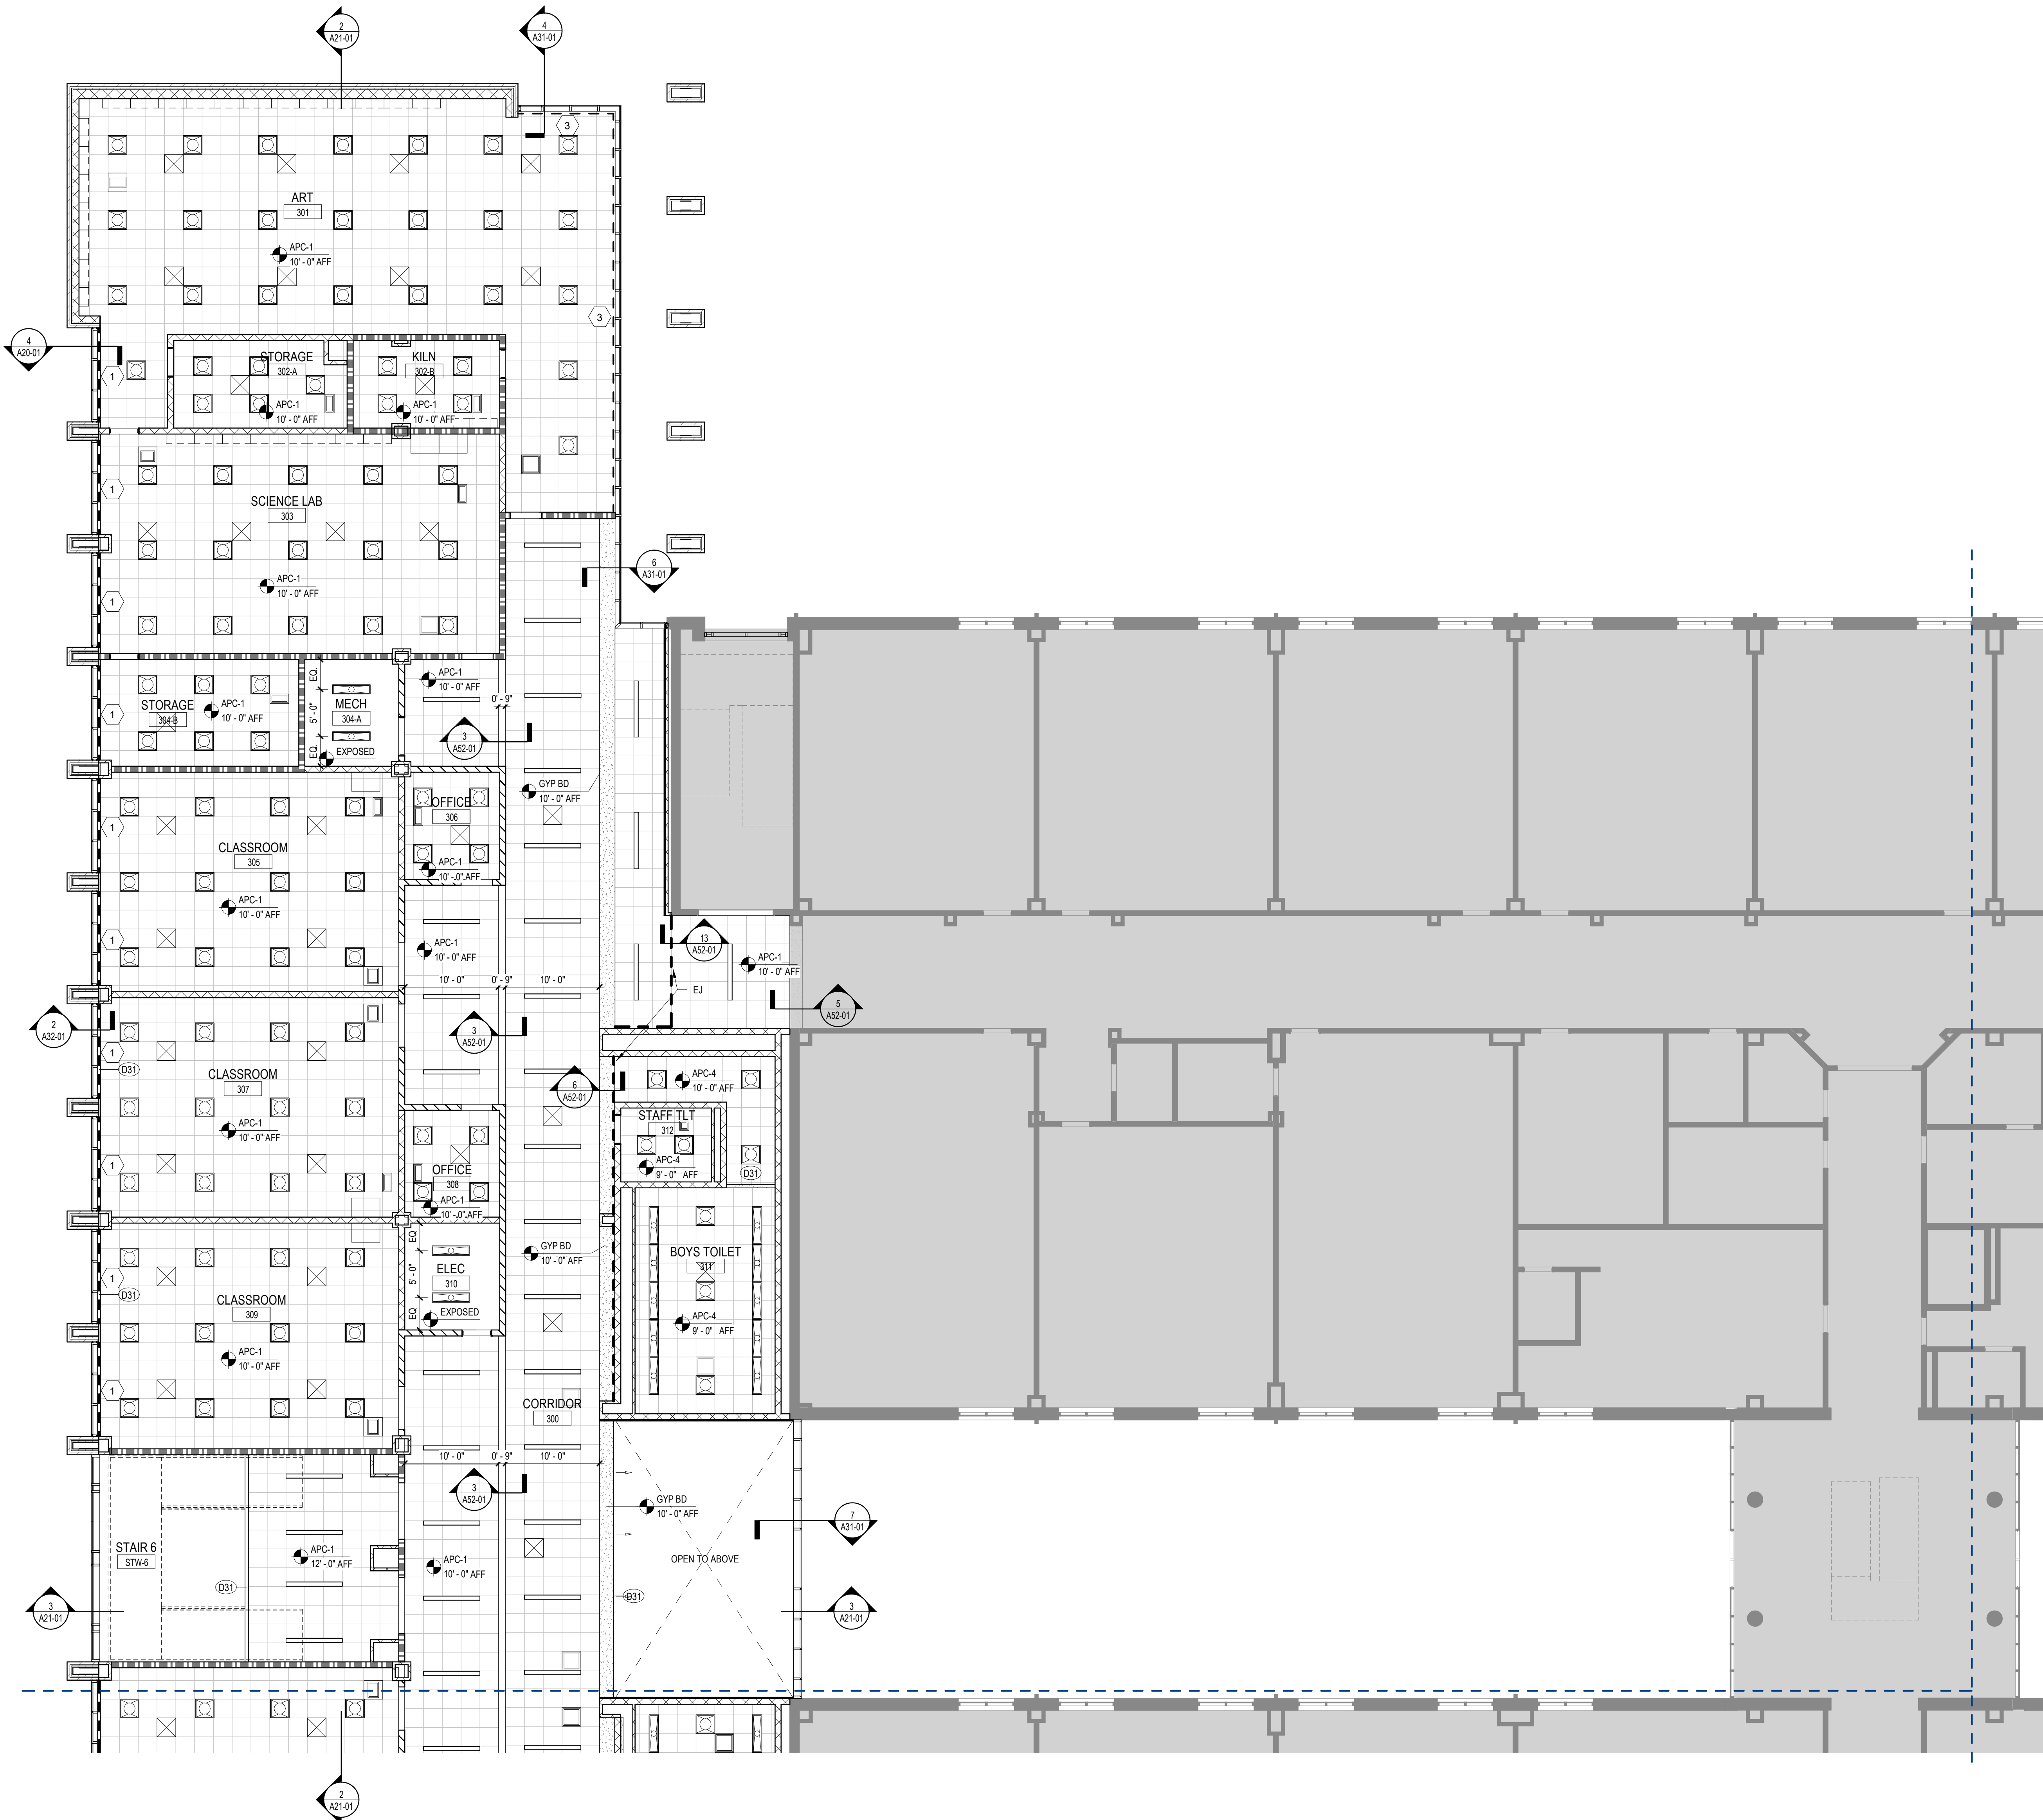 2
A21-01
4
A31-01
3
ART
301
APC-1
10' - 0" AFF
3
4
A20-01
1
STORAGE
302-A
APC-1
10' - 0" AFF
KILN
302-B
APC-1
10' - 0" AFF
1
SCIENCE LAB
303
APC-1
10' - 0" AFF
1
6
A31-01
STORAGE
304-B
APC-1
10' - 0" AFF
1
EQ.
5' - 0"
EQ.
MECH
304-A
EXPOSED
APC-1
10' - 0" AFF
0' - 9"
3
A52-01
GYP BD
10' - 0" AFF
OFFICE
306
APC-1
10' - 0" AFF
1
CLASSROOM
305
APC-1
10' - 0" AFF
1
APC-1
10' - 0" AFF
10' - 0"
0' - 9"
10' - 0"
13
A52-01
APC-1
10' - 0" AFF
EJ
5
A52-01
2
A32-01
3
A52-01
1
D31
CLASSROOM
307
APC-1
10' - 0" AFF
1
6
A52-01
APC-4
10' - 0" AFF
STAFF TLT
312
APC-4
9' - 0" AFF
D31
OFFICE
308
APC-1
10' - 0" AFF
EQ
5' - 0"
EQ
ELEC
310
EXPOSED
GYP BD
10' - 0" AFF
BOYS TOILET
311
APC-4
9' - 0" AFF
1
D31
CLASSROOM
309
APC-1
10' - 0" AFF
1
CORRIDOR
300
10' - 0"
0' - 9"
10' - 0"
3
A52-01
GYP BD
10' - 0" AFF
7
A31-01
OPEN TO ABOVE
STAIR 6
STW-6
APC-1
12' - 0" AFF
D31
APC-1
10' - 0" AFF
D31
3
A21-01
3
A21-01
2
A21-01